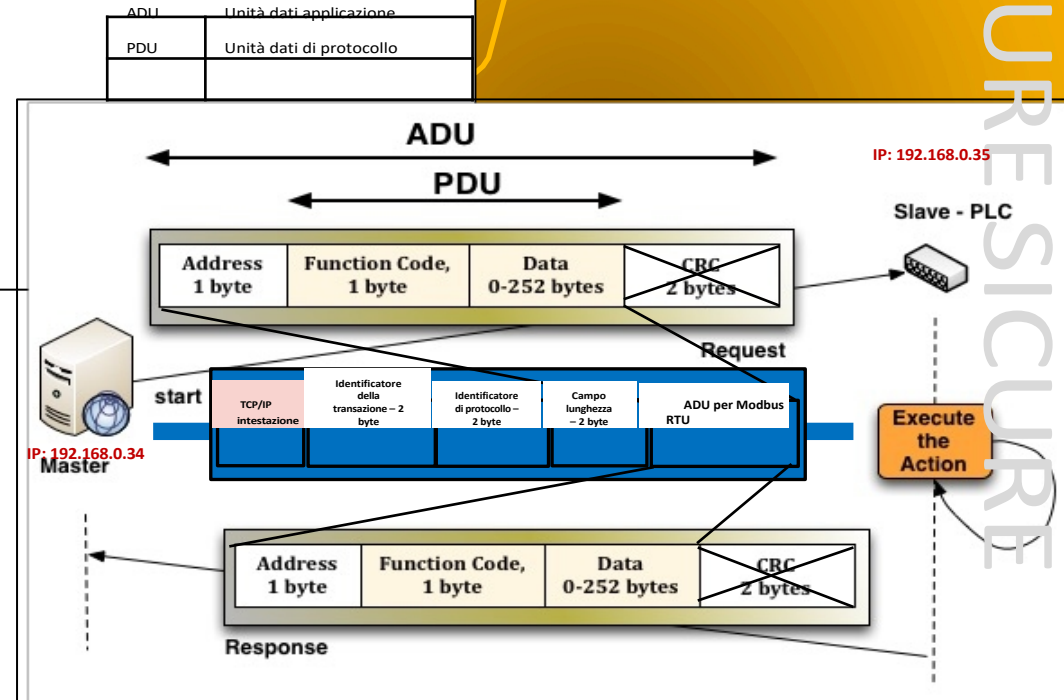 ADU Unità dati applicazione
PDU Unità dati di protocollo
ADU
IP: 192.168.0.35
PDU
Slave - PLC
Address
1 byte
Function Code,
1 byte
Data
0-252 bytes
CRC
2 bytes
Request
start
TCP/IP
intestazione
Identificatore
della
transazione – 2
byte
Identificatore
di protocollo –
2 byte
Campo
lunghezza
– 2 byte
ADU per Modbus
RTU
Execute
the
Action
IP: 192.168.0.34
Master
Address
1 byte
Function Code,
1 byte
Data
0-252 bytes
CRC
2 bytes
Response
URE SICURE